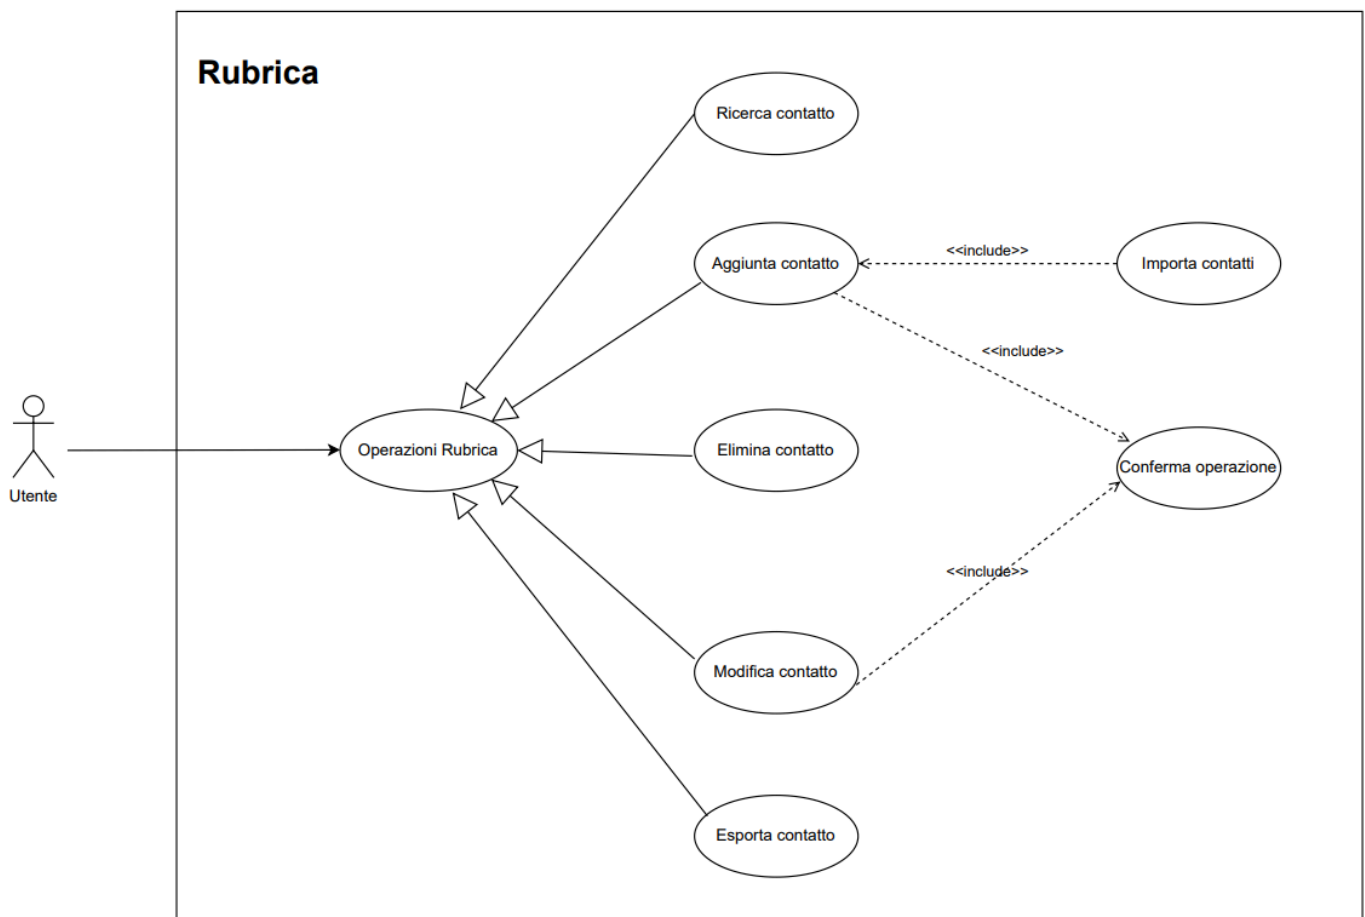 Rubrica
Ricerca contatto
Aggiunta contatto
<<include>>
Importa contatti
<<include>>
Utente
Operazioni Rubrica
Elimina contatto
Conferma operazione
<<include>>
Modifica contatto
Esporta contatto